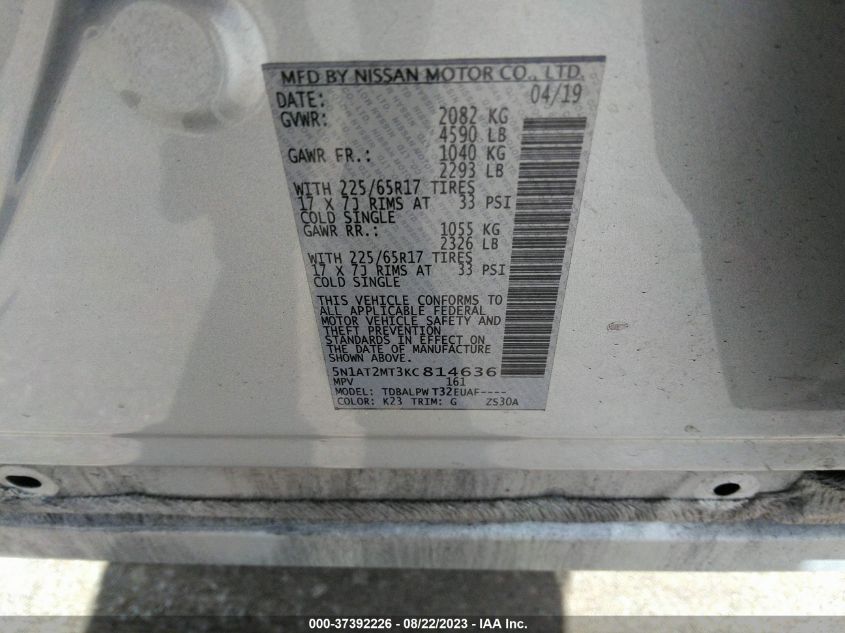 MFD BY NISSAN MOTOR CO., LTD.
DATE: 04/19
GVWR: 2082 KG
4590 LB
GAWR FR.: 1040 KG
2293 LB
WITH 225/65R17 TIRES
17 X 7J RIMS AT 33 PSI
COLD SINGLE
GAWR RR.: 1055 KG
2326 LB
WITH 225/65R17 TIRES
17 X 7J RIMS AT 33 PSI
COLD SINGLE
THIS VEHICLE CONFORMS TO
ALL APPLICABLE FEDERAL
MOTOR VEHICLE SAFETY AND
THEFT PREVENTION
STANDARDS IN EFFECT ON
THE DATE OF MANUFACTURE
SHOWN ABOVE.
5N1AT2MT3KC814636
MPV 161
MODEL: TDBALPW T32EUAF----
COLOR: K23 TRIM: G ZS30A
000-37392226 - 08/22/2023 - IAA Inc.